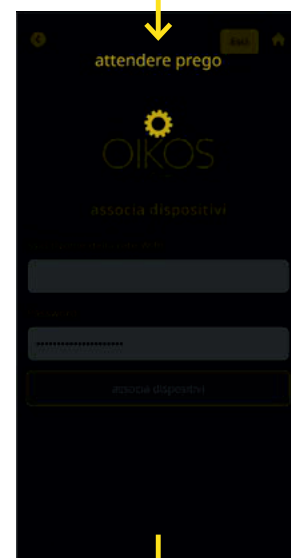 Esci
attendere prego
OIKOS
associa dispositivi
associa dispositivi